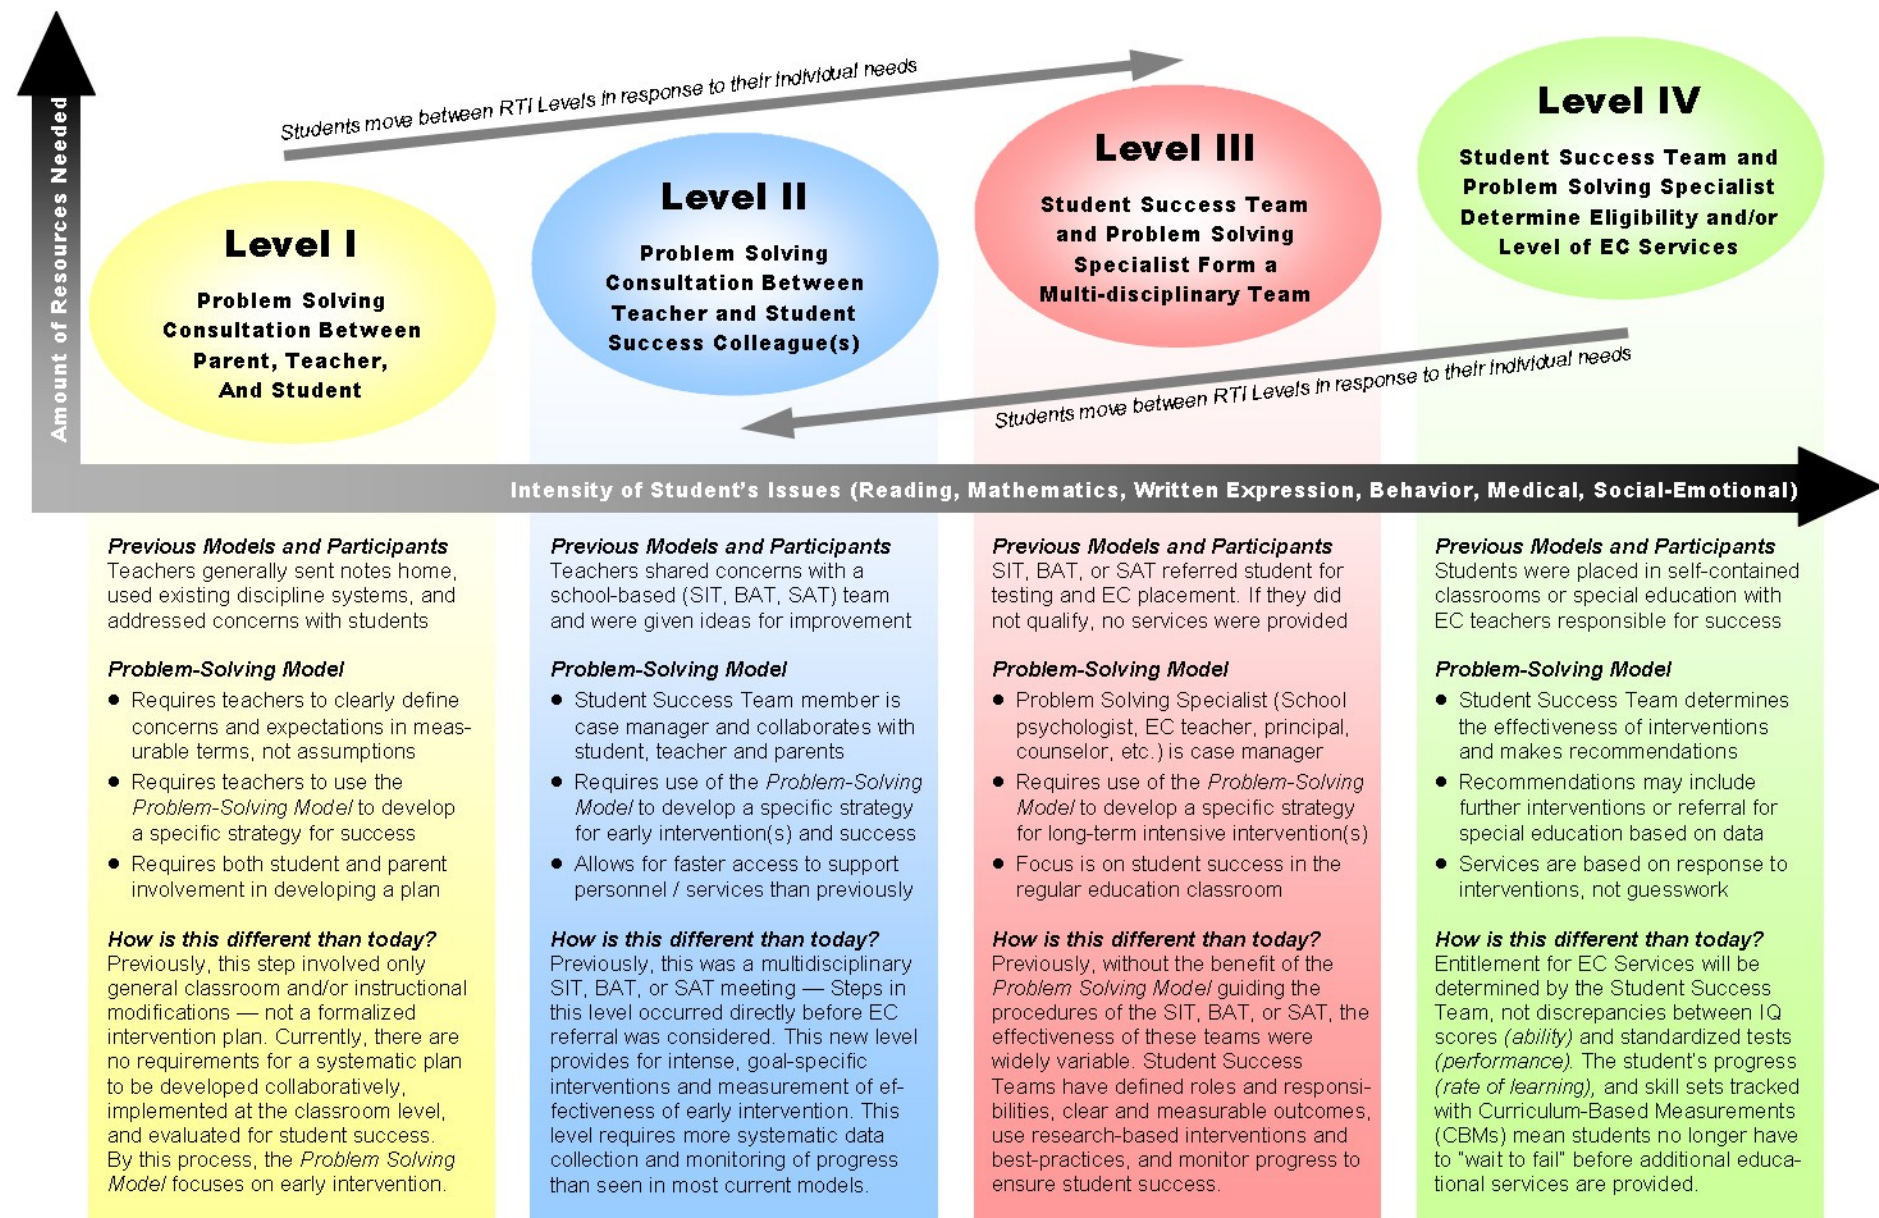 Amount of Resources Needed
Students move between RTI Levels in response to their individual needs
Level I
Problem Solving
Consultation Between
Parent, Teacher,
And Student
Level II
Problem Solving
Consultation Between
Teacher and Student
Success Colleague(s)
Level III
Student Success Team
and Problem Solving
Specialist Form a
Multi-disciplinary Team
Level IV
Student Success Team and
Problem Solving Specialist
Determine Eligibility and/or
Level of EC Services
Students move between RTI Levels in response to their individual needs
Intensity of Student's Issues (Reading, Mathematics, Written Expression, Behavior, Medical, Social-Emotional)
Previous Models and Participants
Teachers generally sent notes home,
used existing discipline systems, and
addressed concerns with students
Problem-Solving Model
● Requires teachers to clearly define
concerns and expectations in meas-
urable terms, not assumptions
● Requires teachers to use the
Problem-Solving Model to develop
a specific strategy for success
● Requires both student and parent
involvement in developing a plan
How is this different than today?
Previously, this step involved only
general classroom and/or instructional
modifications — not a formalized
intervention plan. Currently, there are
no requirements for a systematic plan
to be developed collaboratively,
implemented at the classroom level,
and evaluated for student success.
By this process, the Problem Solving
Model focuses on early intervention.
Previous Models and Participants
Teachers shared concerns with a
school-based (SIT, BAT, SAT) team
and were given ideas for improvement
Problem-Solving Model
● Student Success Team member is
case manager and collaborates with
student, teacher and parents
● Requires use of the Problem-Solving
Model to develop a specific strategy
for early intervention(s) and success
● Allows for faster access to support
personnel / services than previously
How is this different than today?
Previously, this was a multidisciplinary
SIT, BAT, or SAT meeting — Steps in
this level occurred directly before EC
referral was considered. This new level
provides for intense, goal-specific
interventions and measurement of ef-
fectiveness of early intervention. This
level requires more systematic data
collection and monitoring of progress
than seen in most current models.
Previous Models and Participants
SIT, BAT, or SAT referred student for
testing and EC placement. If they did
not qualify, no services were provided
Problem-Solving Model
● Problem Solving Specialist (School
psychologist, EC teacher, principal,
counselor, etc.) is case manager
● Requires use of the Problem-Solving
Model to develop a specific strategy
for long-term intensive intervention(s)
● Focus is on student success in the
regular education classroom
How is this different than today?
Previously, without the benefit of the
Problem Solving Model guiding the
procedures of the SIT, BAT, or SAT, the
effectiveness of these teams were
widely variable. Student Success
Teams have defined roles and responsi-
bilities, clear and measurable outcomes,
use research-based interventions and
best-practices, and monitor progress to
ensure student success.
Previous Models and Participants
Students were placed in self-contained
classrooms or special education with
EC teachers responsible for success
Problem-Solving Model
● Student Success Team determines
the effectiveness of interventions
and makes recommendations
● Recommendations may include
further interventions or referral for
special education based on data
● Services are based on response to
interventions, not guesswork
How is this different than today?
Entitlement for EC Services will be
determined by the Student Success
Team, not discrepancies between IQ
scores (ability) and standardized tests
(performance). The student's progress
(rate of learning), and skill sets tracked
with Curriculum-Based Measurements
(CBMs) mean students no longer have
to "wait to fail" before additional educa-
tional services are provided.